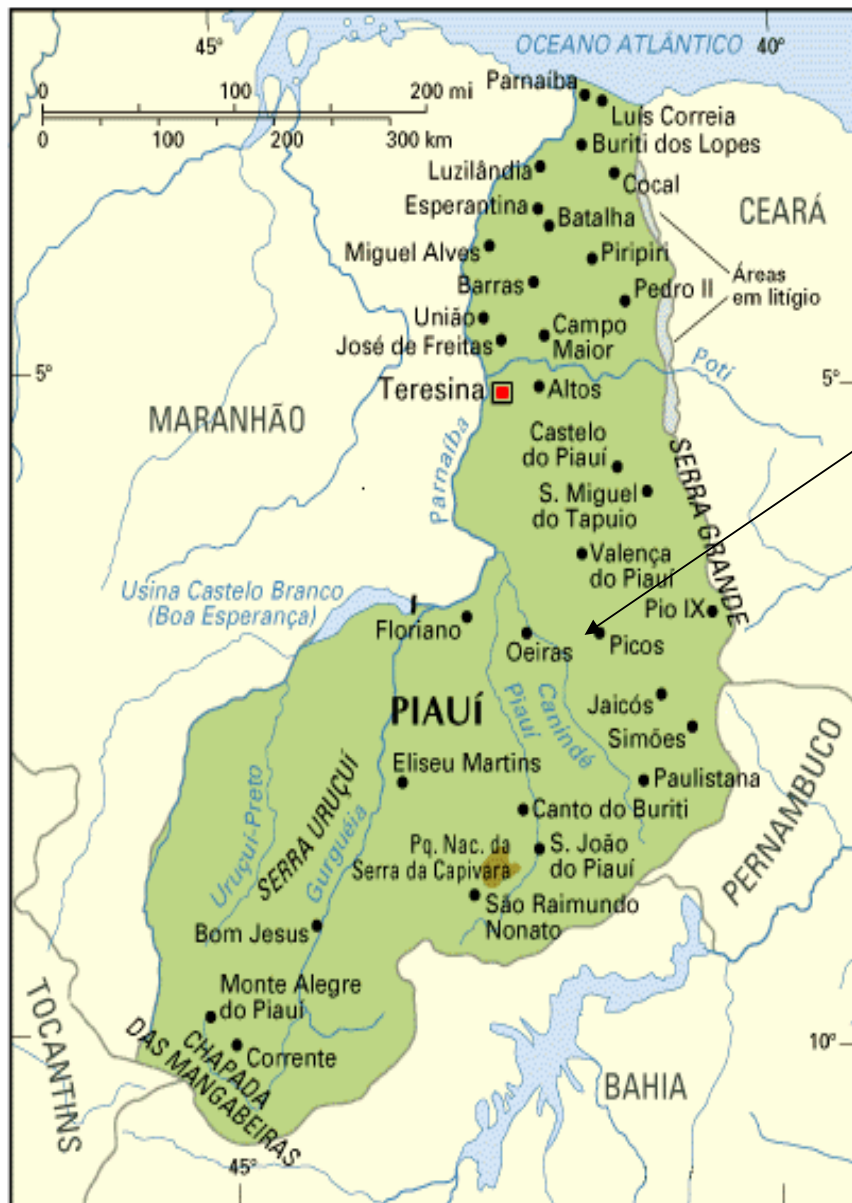 45°
OCEANO ATLÂNTICO
40°
0 100 200 mi
0 100 200 300 km
Parnaíba
Luís Correia
Buriti dos Lopes
Luzilândia
Cocal
Esperantina
Batalha
CEARÁ
Miguel Alves
Piripiri
Áreas
em litígio
Barras
Pedro II
União
Campo
Maior
José de Freitas
Poti
5°
5°
Teresina
Altos
MARANHÃO
Parnaíba
Castelo
do Piauí
SERRA GRANDE
S. Miguel
do Tapuio
Valença
do Piauí
Usina Castelo Branco
(Boa Esperança)
Pio IX
Floriano
Oeiras
Picos
PIAUÍ
Piauí
Canindé
Jaicós
Simões
Eliseu Martins
Paulistana
PERNAMBUCO
Uruçuí-Preto
SERRA URUÇUÍ
Gurguéia
Canto do Buriti
Pq. Nac. da
Serra da Capivara
S. João
do Piauí
São Raimundo
Nonato
Bom Jesus
Monte Alegre
do Piauí
TOCANTINS
CHAPADA
DAS MANGABEIRAS
Corrente
10°
BAHIA
45°